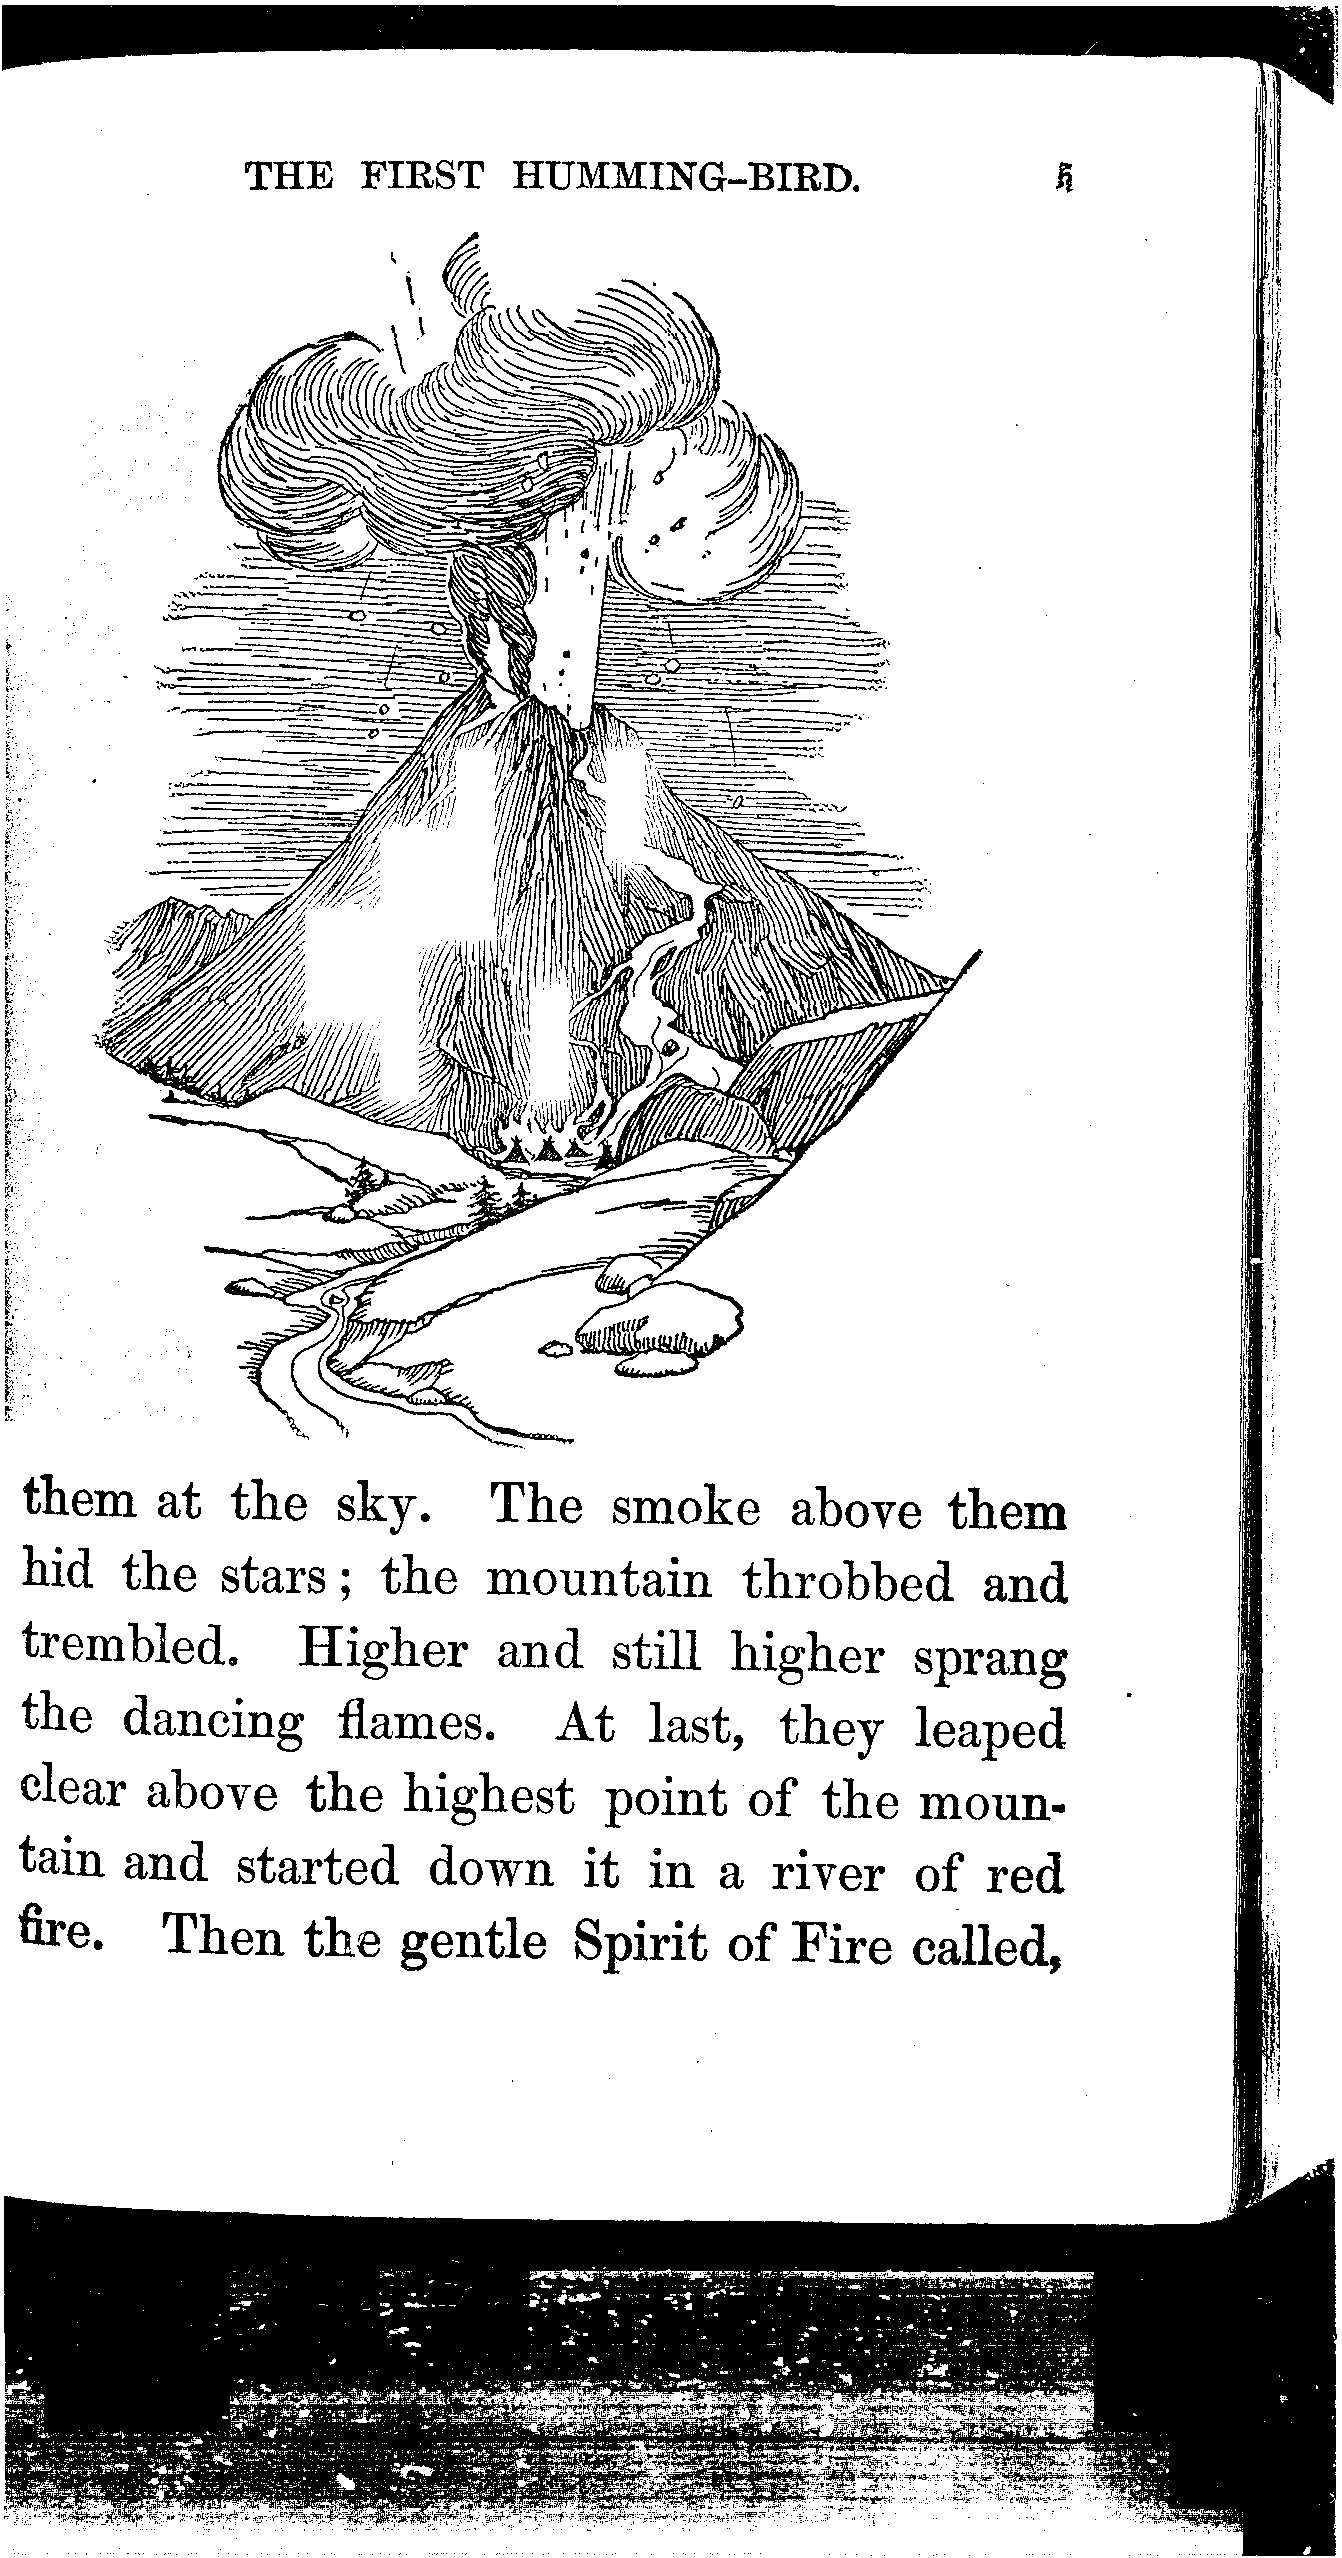 THE FIRST HUMMING-BIRD.
them at the sky. The smoke above them
hid the stars; the mountain throbbed and
trembled. Higher and still higher sprang
the dancing flames. At last, they leaped
clear above the highest point of the moun-
tain and started down it in a river of red
fire. Then the gentle Spirit of Fire called,